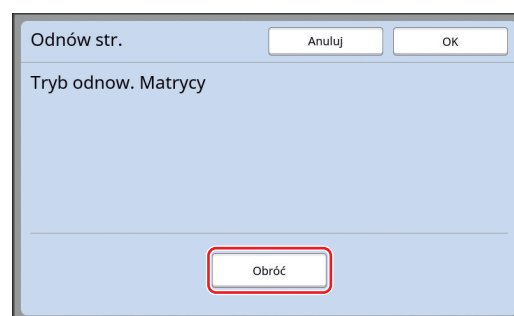 Odnów str.
Anuluj
OK
Tryb odnow. Matrycy
Obróć